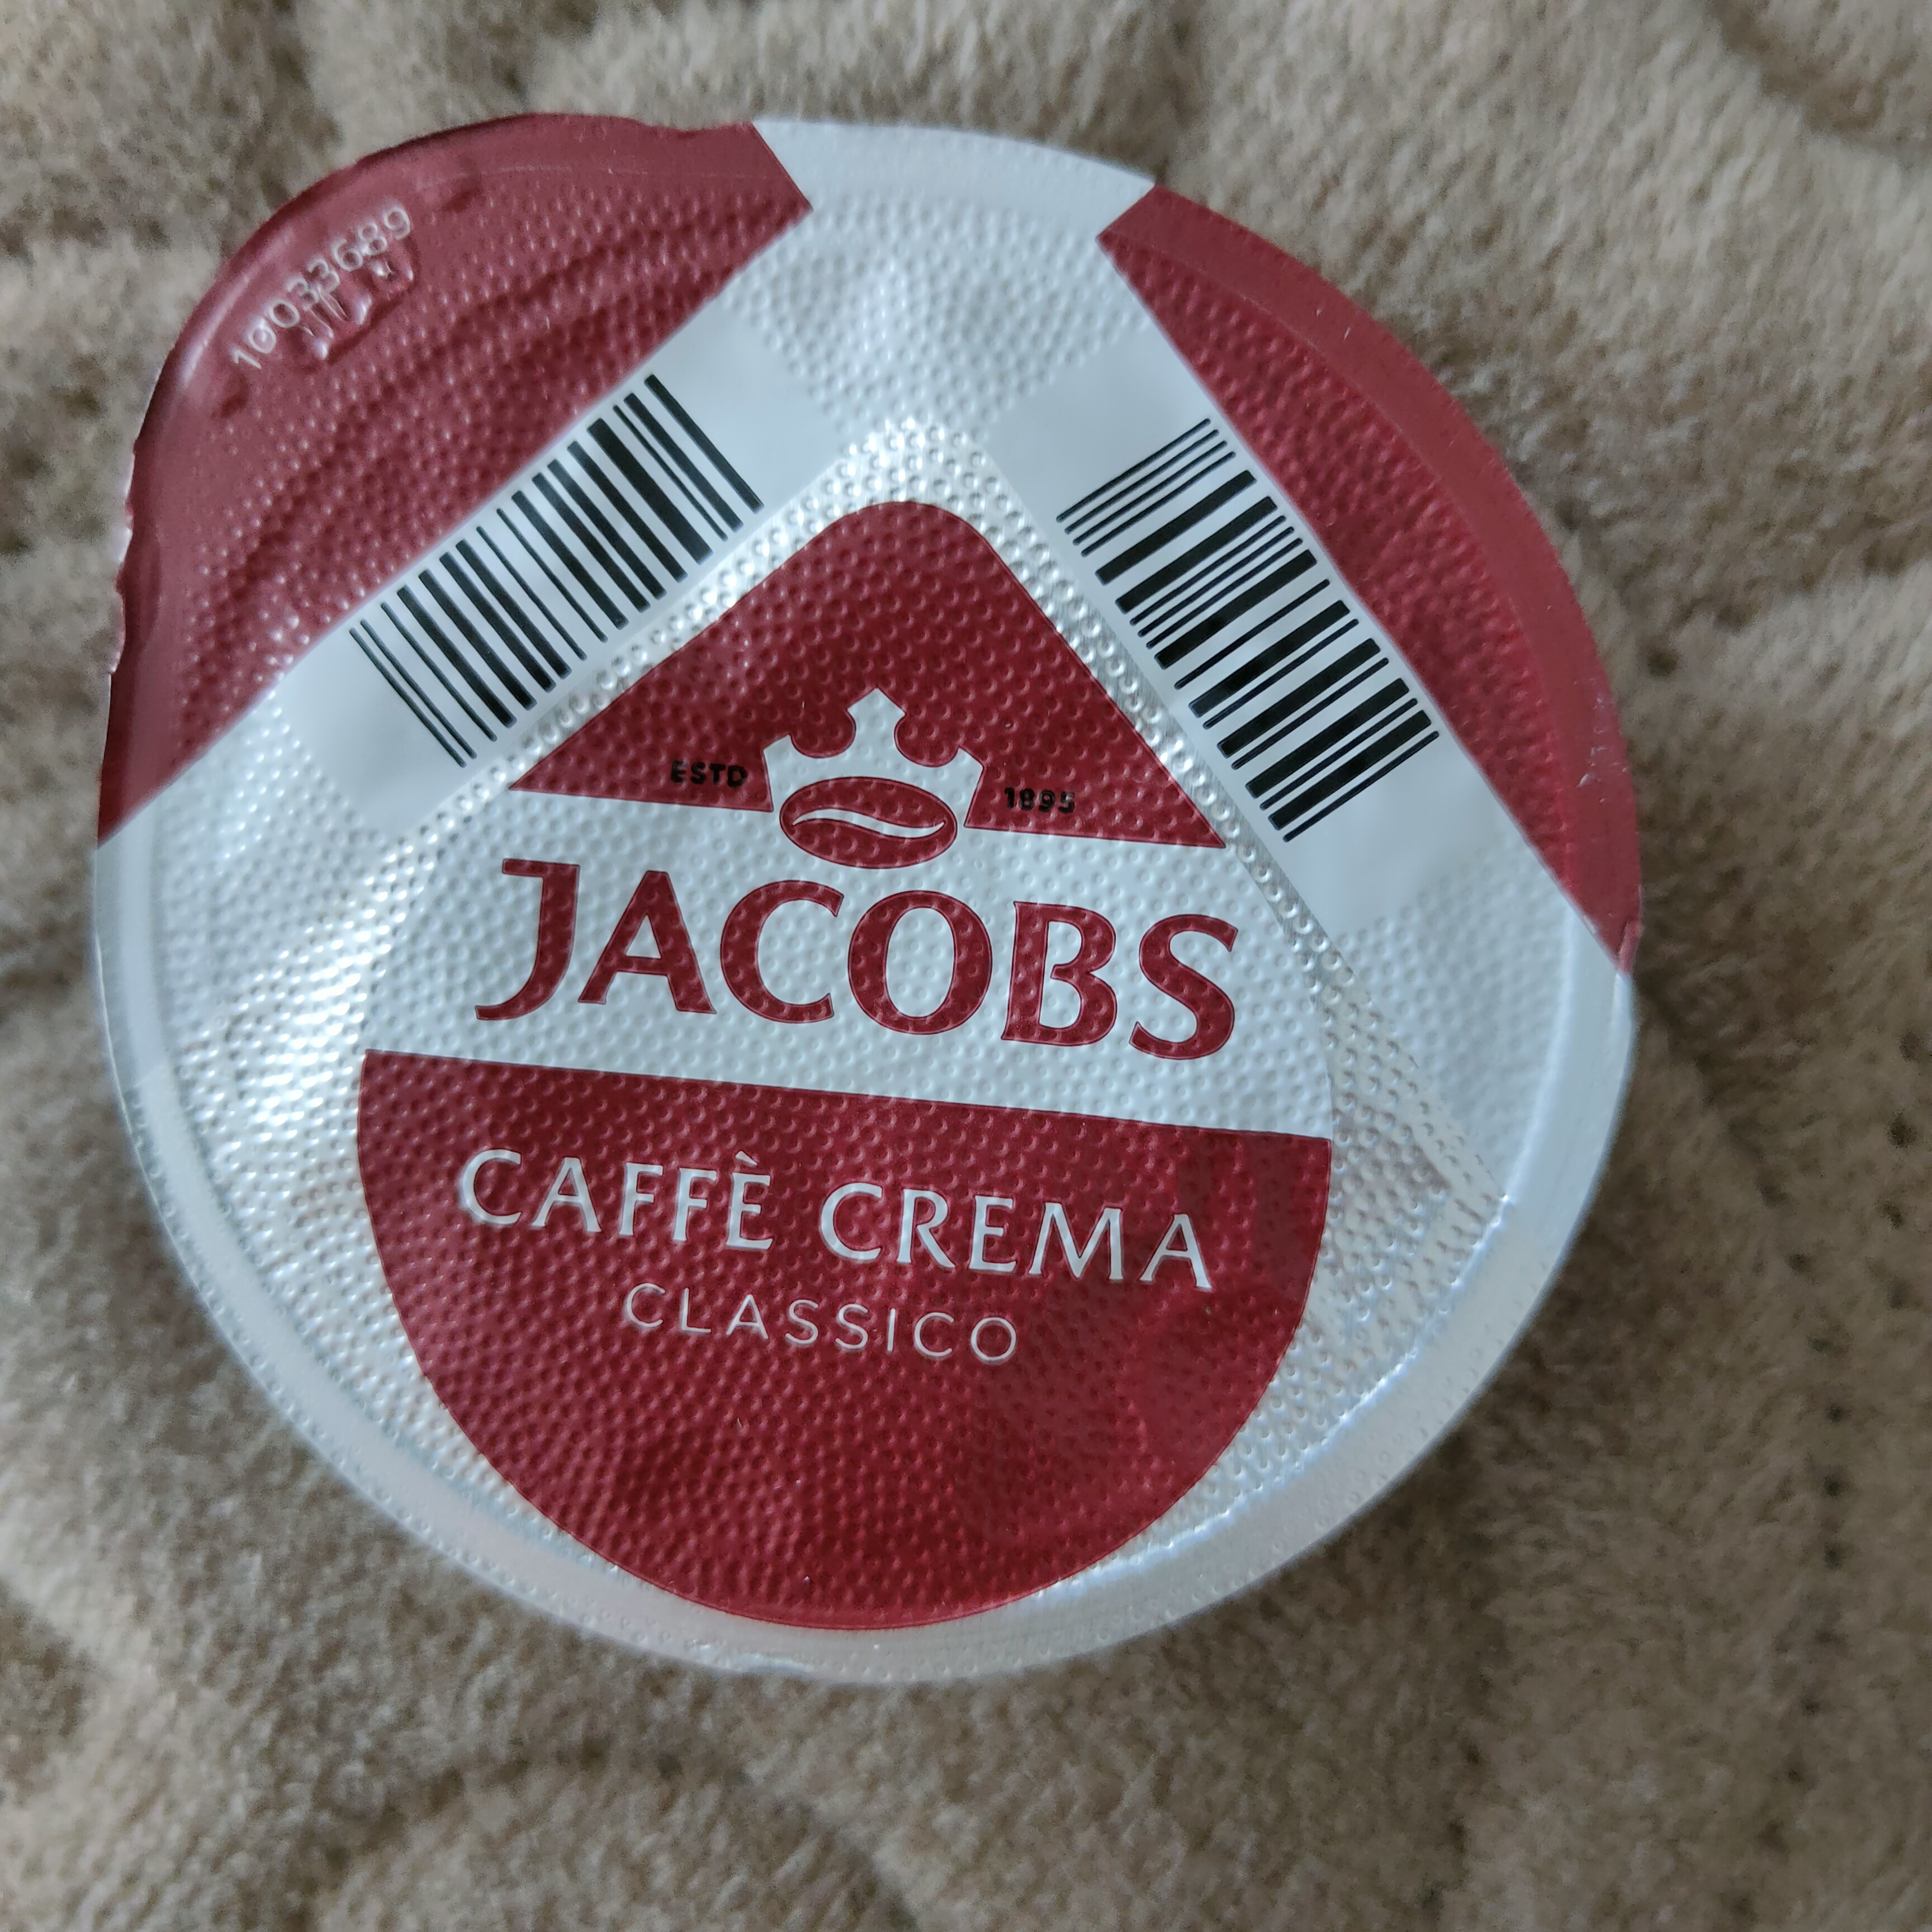 10033689
ESTD 1895
JACOBS
CAFFÈ CREMA
CLASSICO